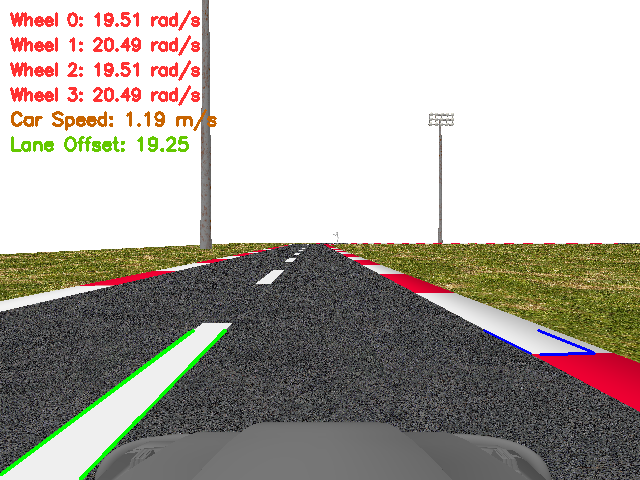 Wheel 0: 19.51 rad/s
Wheel 1: 20.49 rad/s
Wheel 2: 19.51 rad/s
Wheel 3: 20.49 rad/s
Car Speed: 1.19 m/s
Lane Offset: 19.25